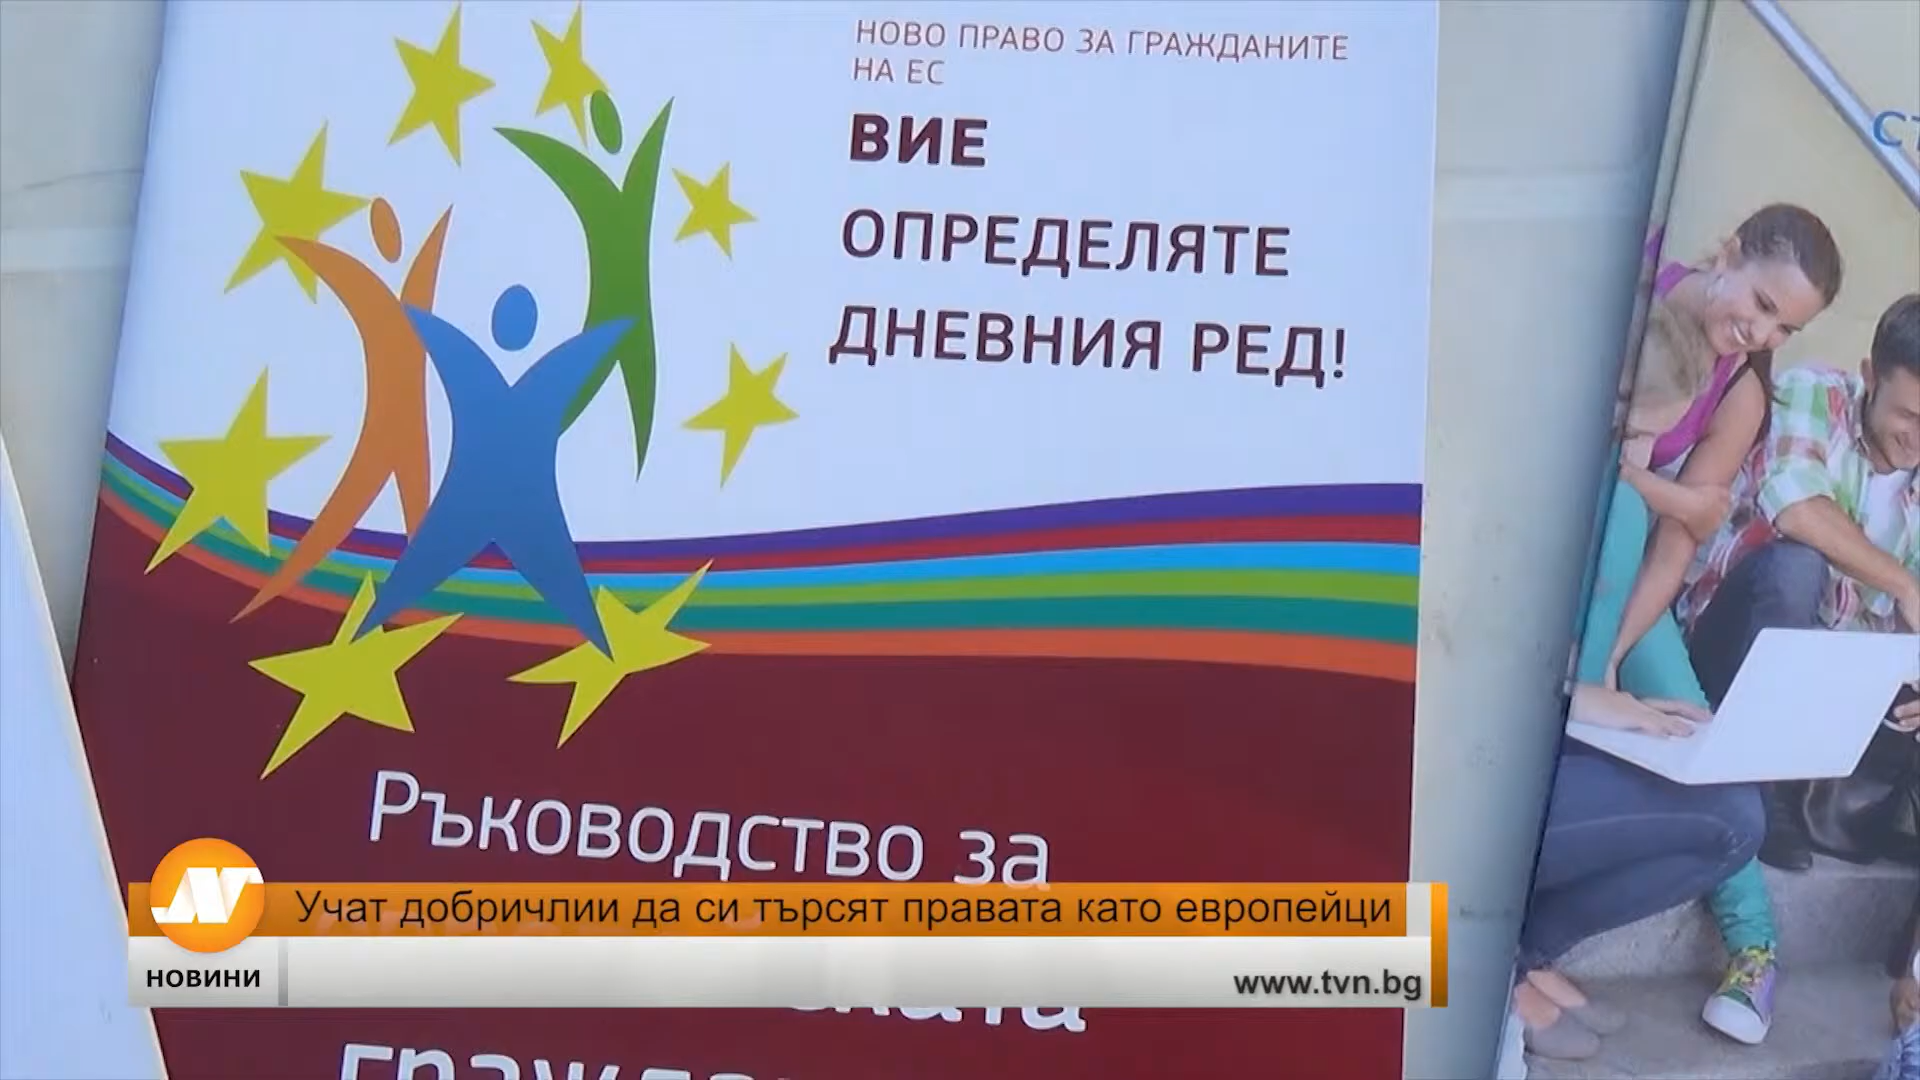 НОВО ПРАВО ЗА ГРАЖДАНИТЕ
НА ЕС
ВИЕ
ОПРЕДЕЛЯТЕ
ДНЕВНИЯ РЕД!
Ръководство за
Учат добричлии да си търсят правата като европейци
НОВИНИ
www.tvn.bg